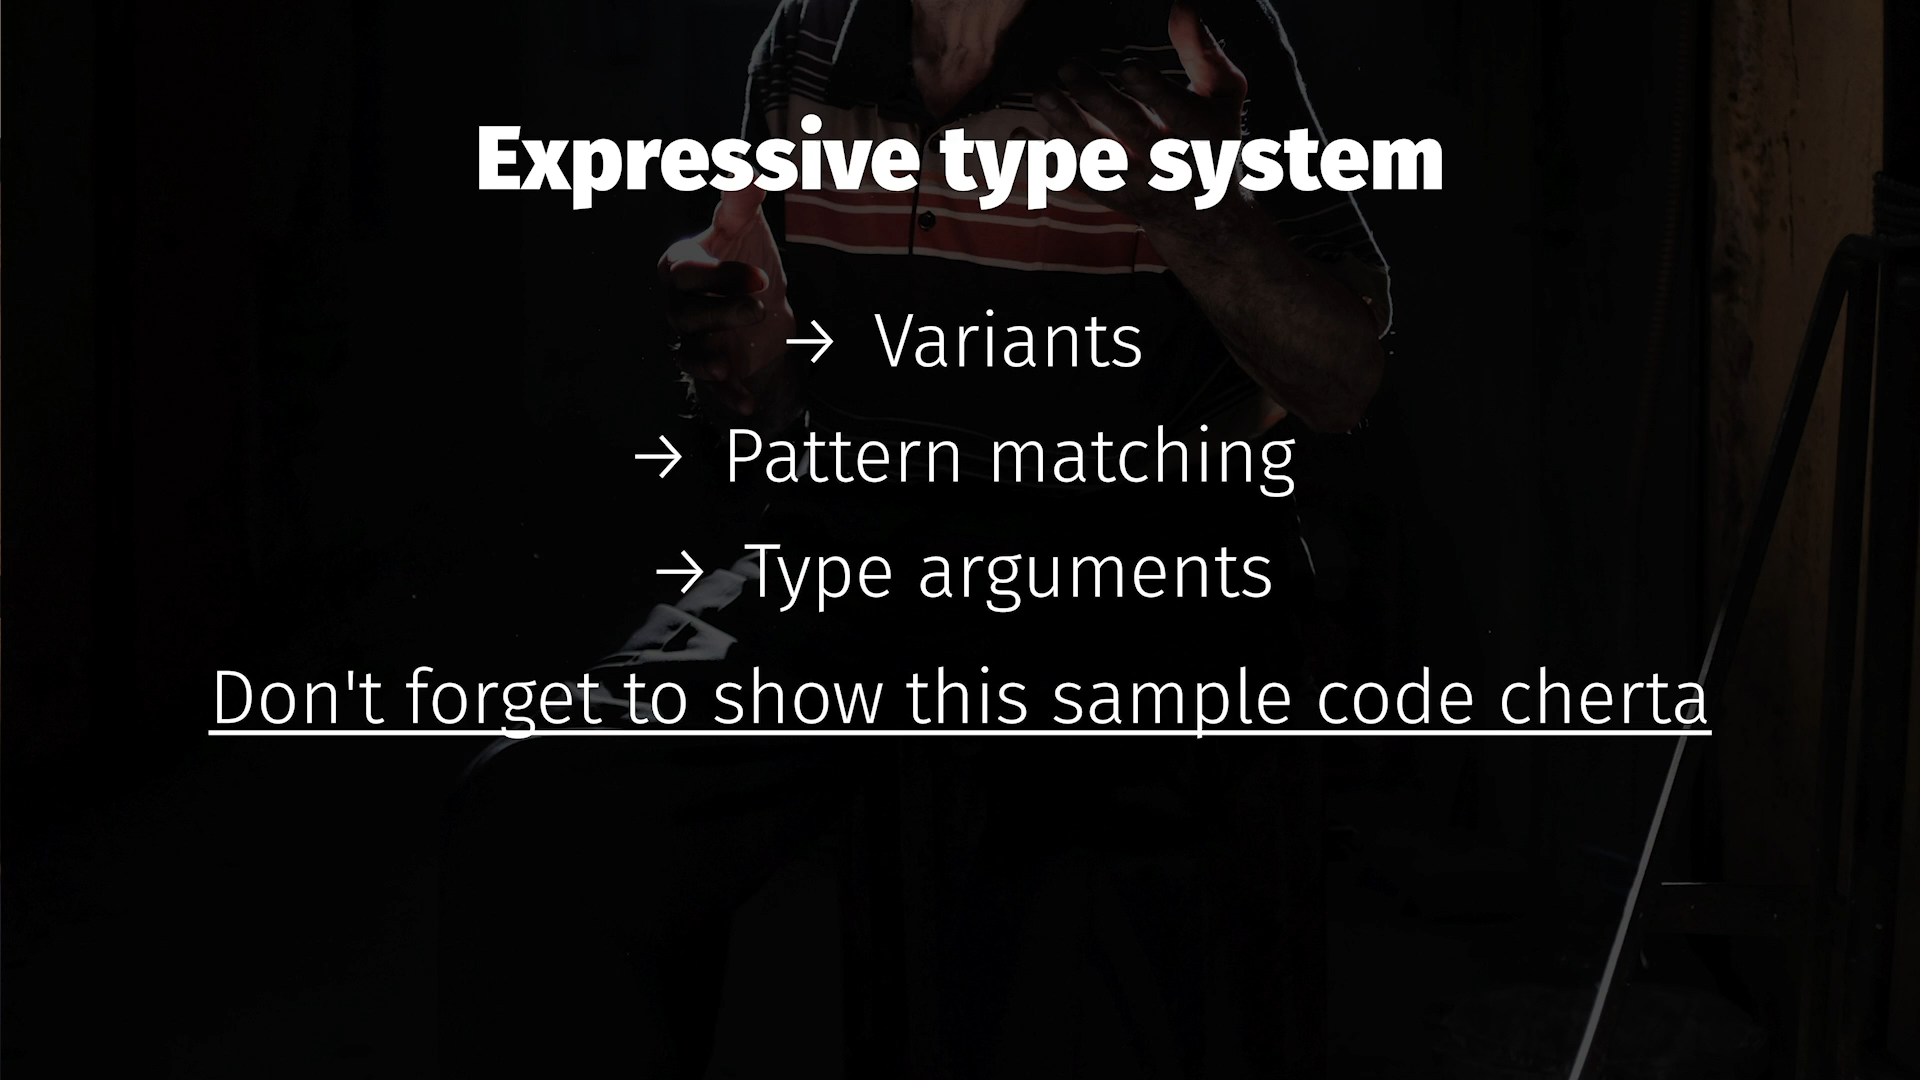 Expressive type system
→ Variants
→ Pattern matching
→ Type arguments
Don't forget to show this sample code cherta